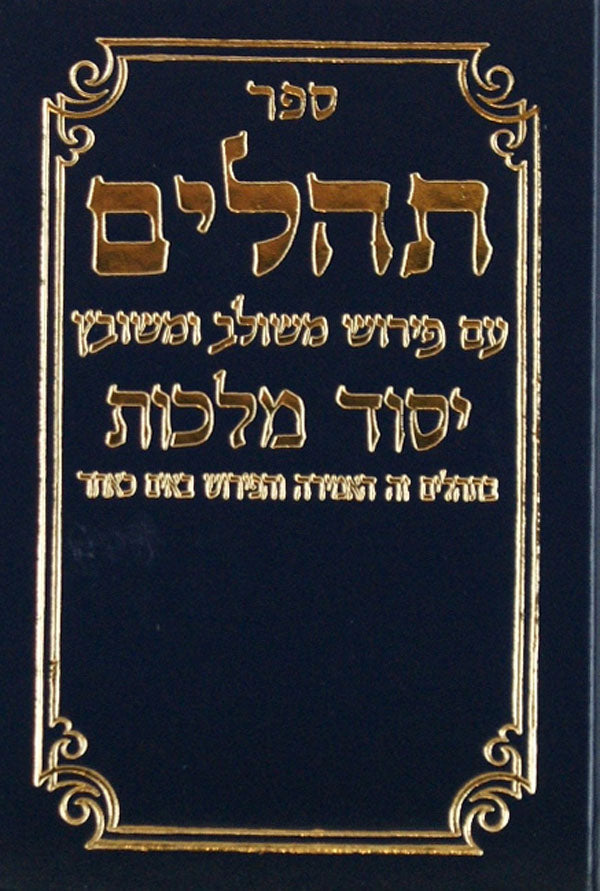 ספר
תהלים
עם פירוש משולב ומשובץ
יסוד מלכות
בתהלים זה האמירה והפירוש באים כאחד